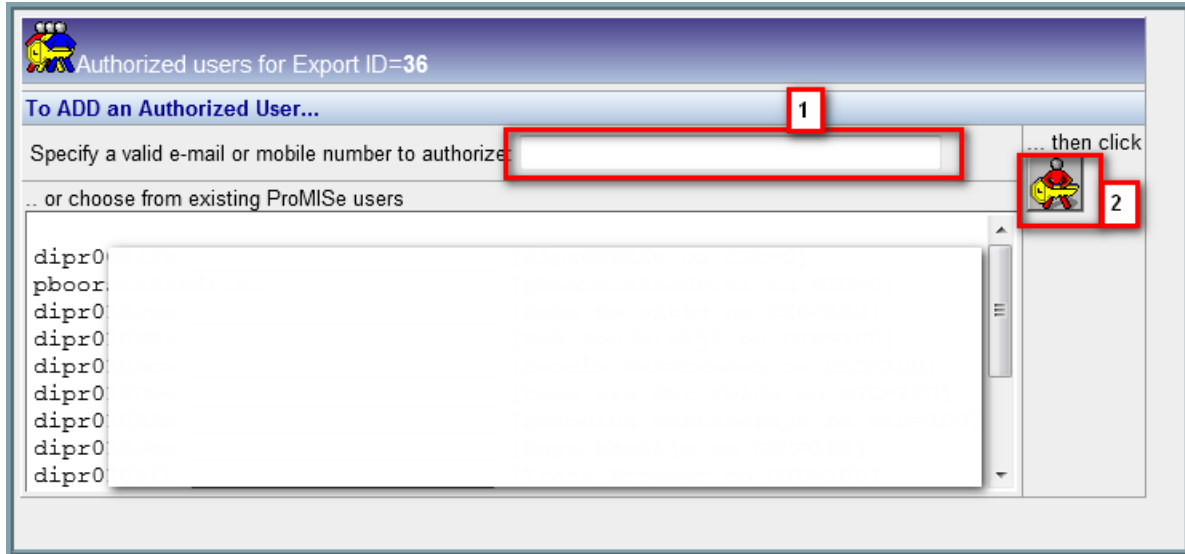 Authorized users for Export ID=36
To ADD an Authorized User...
1
Specify a valid e-mail or mobile number to authorize:
... then click
2
.. or choose from existing ProMISe users
dipr0
pboor
dipr0
dipr0
dipr0
dipr0
dipr0
dipr0
dipr0